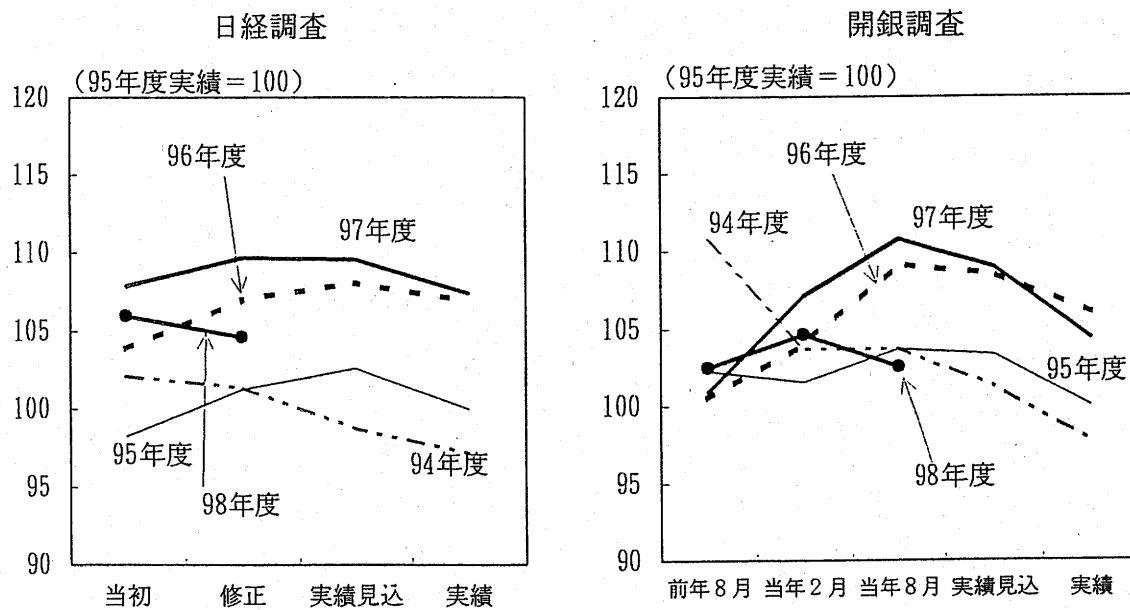 日経調査
(95年度実績=100)
120
115
110
105
100
95
90
96年度
97年度
95年度
98年度
94年度
当初 修正 実績見込 実績
開銀調査
(95年度実績=100)
120
115
110
105
100
95
90
96年度
94年度
97年度
95年度
98年度
前年8月 当年2月 当年8月 実績見込 実績